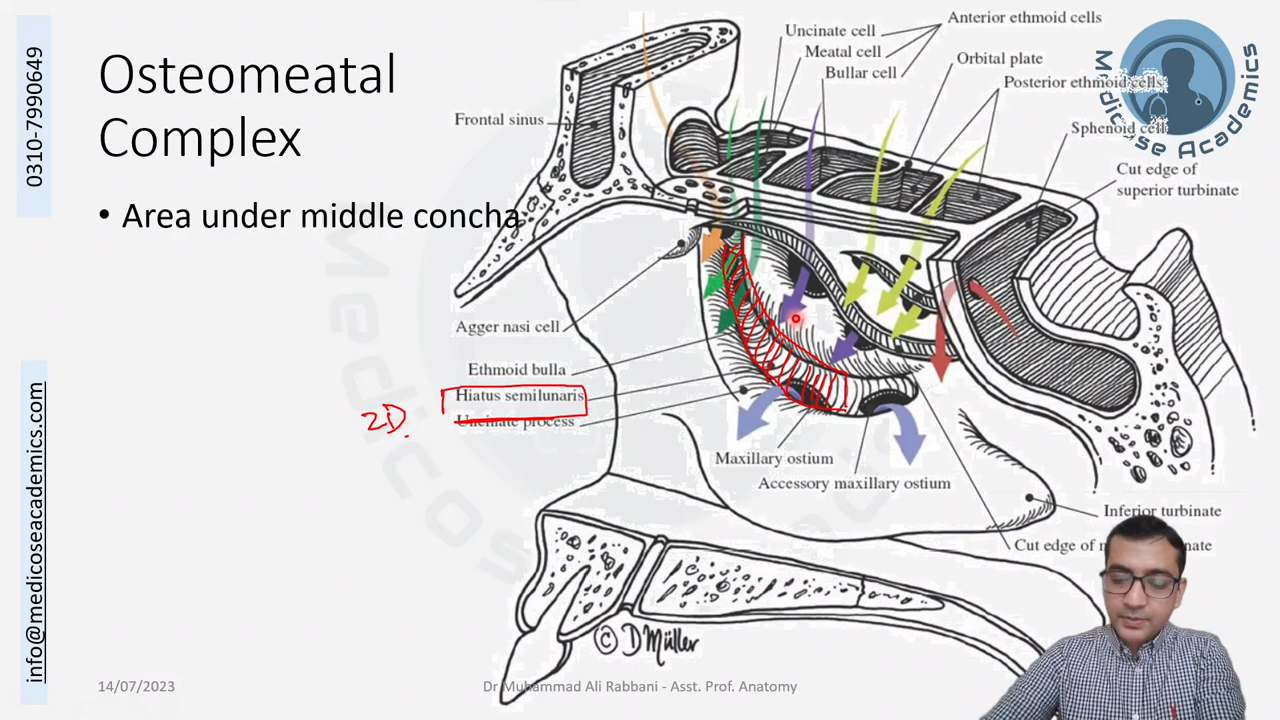 0310-7990649
info@medicoseacademics.com
Osteomeatal
Complex
• Area under middle concha
Uncinate cell
Meatal cell
Bullar cell
Anterior ethmoid cells
Orbital plate
Posterior ethmoid cells
Sphenoid cell
Cut edge of
superior turbinate
Medicose Academics
Frontal sinus
Agger nasi cell
Ethmoid bulla
Hiatus semilunaris
Uncinate process
2D.
Maxillary ostium
Accessory maxillary ostium
Inferior turbinate
Cut edge of
© D Müller
14/07/2023
Dr Muhammad Ali Rabbani - Asst. Prof. Anatomy